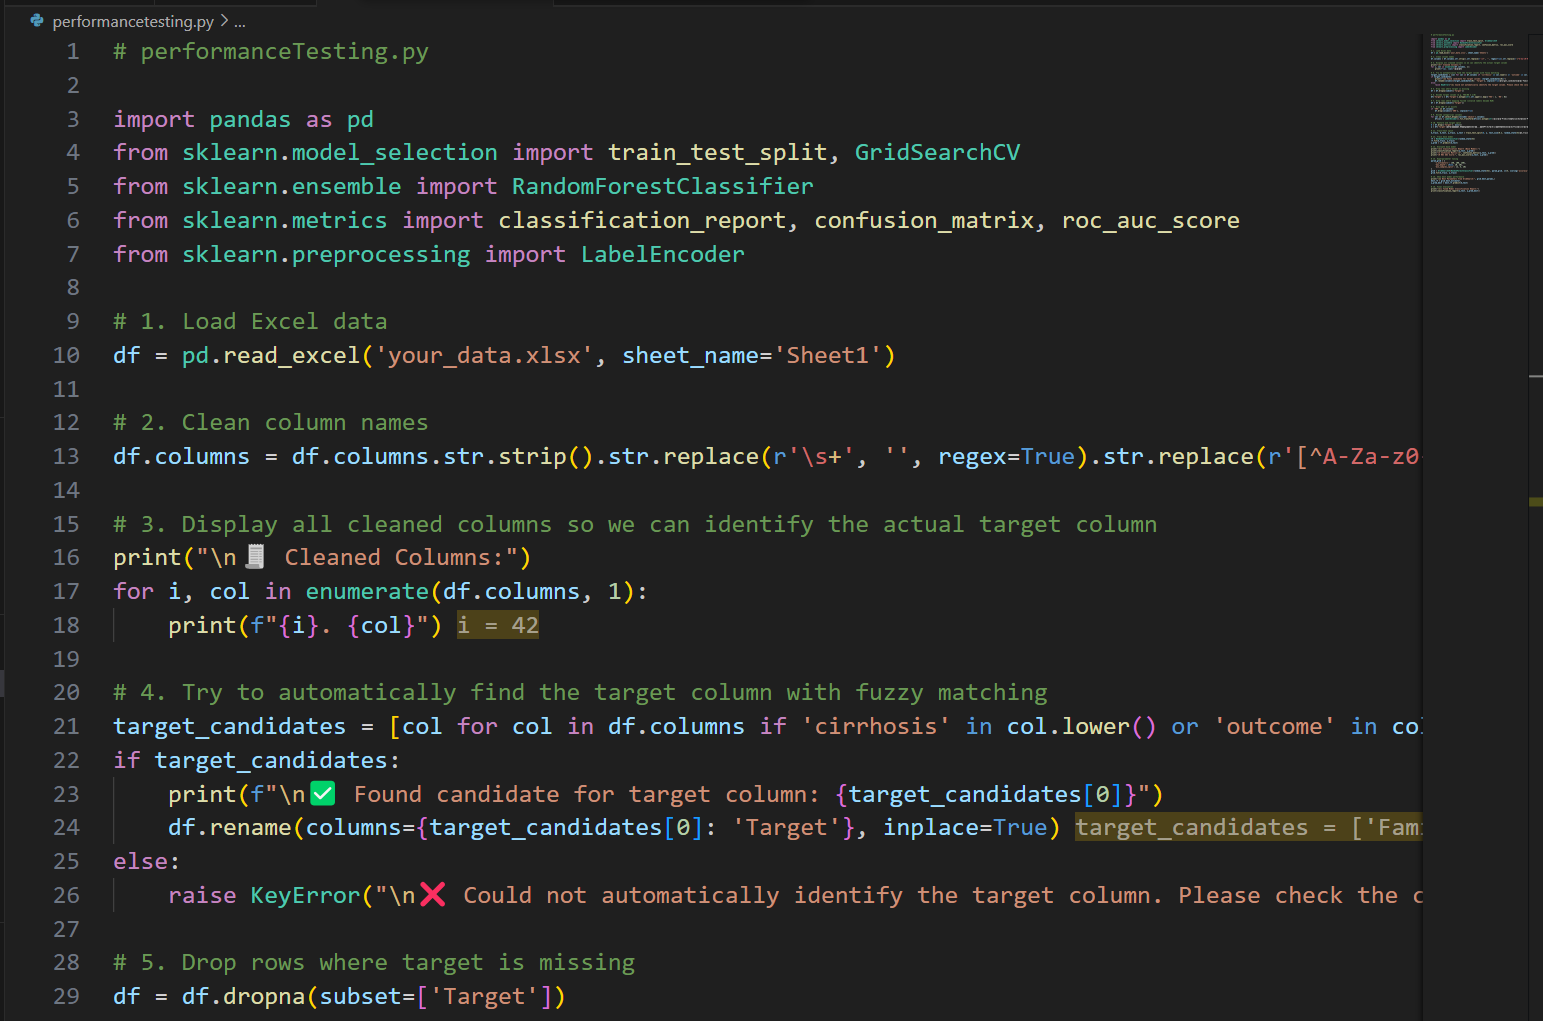 performancetesting.py > ...
1 # performanceTesting.py
2
3 import pandas as pd
4 from sklearn.model_selection import train_test_split, GridSearchCV
5 from sklearn.ensemble import RandomForestClassifier
6 from sklearn.metrics import classification_report, confusion_matrix, roc_auc_score
7 from sklearn.preprocessing import LabelEncoder
8
9 # 1. Load Excel data
10 df = pd.read_excel('your_data.xlsx', sheet_name='Sheet1')
11
12 # 2. Clean column names
13 df.columns = df.columns.str.strip().str.replace(r'\s+', '', regex=True).str.replace(r'[^A-Za-z0
14
15 # 3. Display all cleaned columns so we can identify the actual target column
16 print("\n🧾 Cleaned Columns:")
17 for i, col in enumerate(df.columns, 1):
18     print(f"{i}. {col}") i = 42
19
20 # 4. Try to automatically find the target column with fuzzy matching
21 target_candidates = [col for col in df.columns if 'cirrhosis' in col.lower() or 'outcome' in co
22 if target_candidates:
23     print(f"\n✅ Found candidate for target column: {target_candidates[0]}")
24     df.rename(columns={target_candidates[0]: 'Target'}, inplace=True) target_candidates = ['Fam
25 else:
26     raise KeyError("\n❌ Could not automatically identify the target column. Please check the c
27
28 # 5. Drop rows where target is missing
29 df = df.dropna(subset=['Target'])